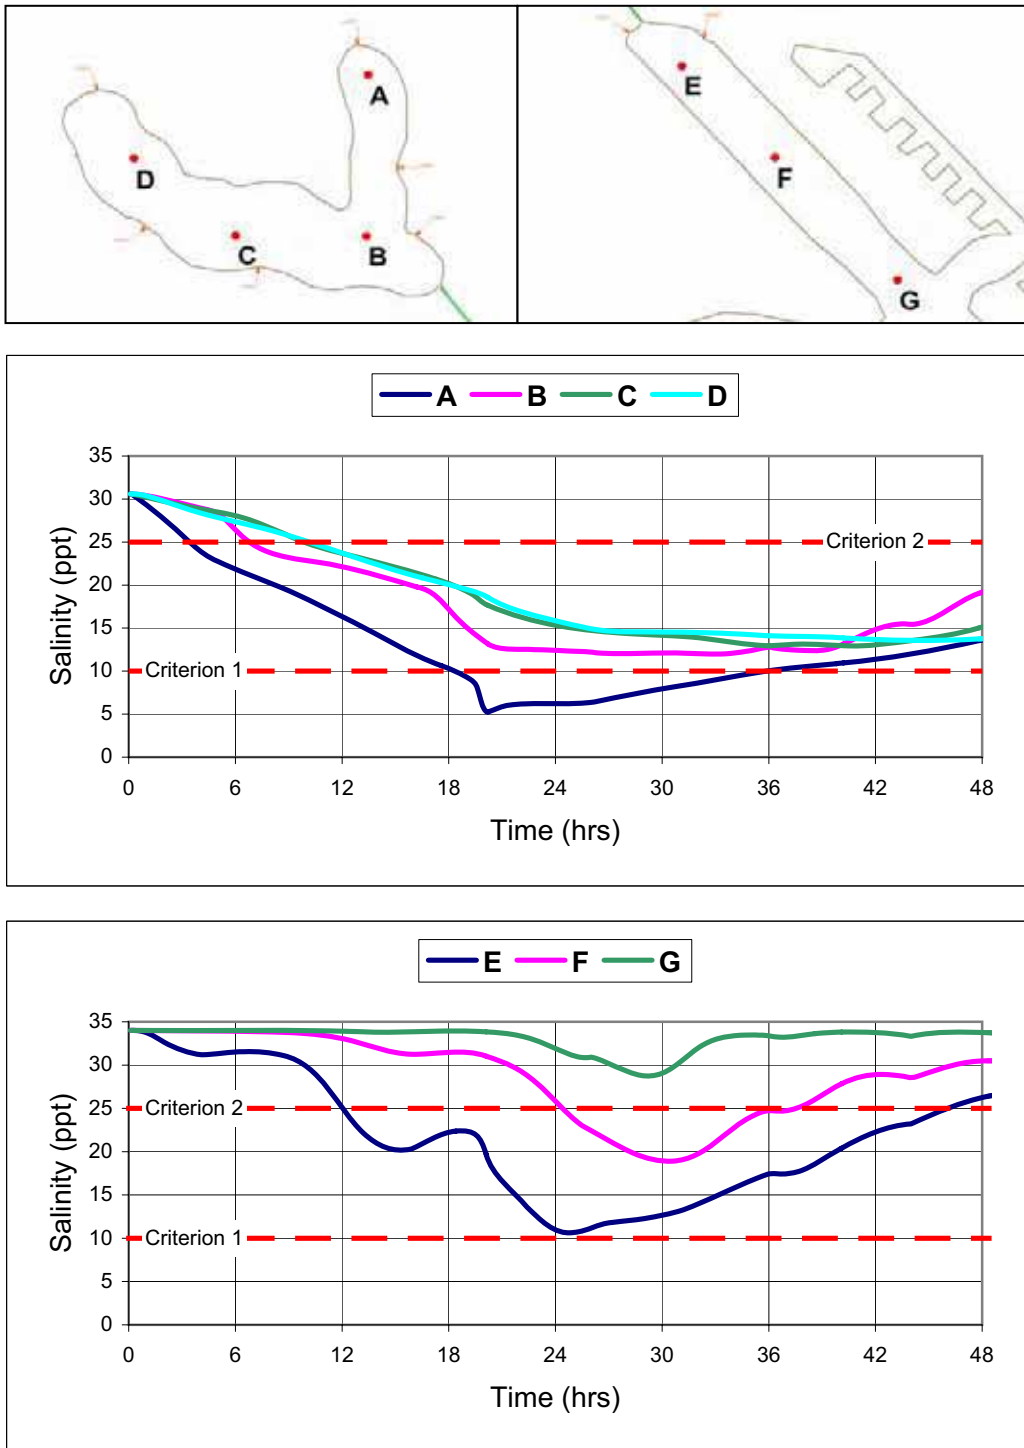 A
D
C
B
E
F
G
A B C D
35
30
25
20
15
10
5
0
Salinity (ppt)
Criterion 2
Criterion 1
0 6 12 18 24 30 36 42 48
Time (hrs)
E F G
35
30
25
20
15
10
5
0
Salinity (ppt)
Criterion 2
Criterion 1
0 6 12 18 24 30 36 42 48
Time (hrs)